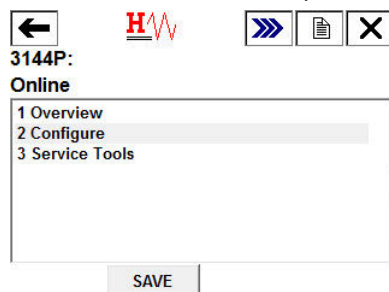 H
3144P:
Online
1 Overview
2 Configure
3 Service Tools
SAVE